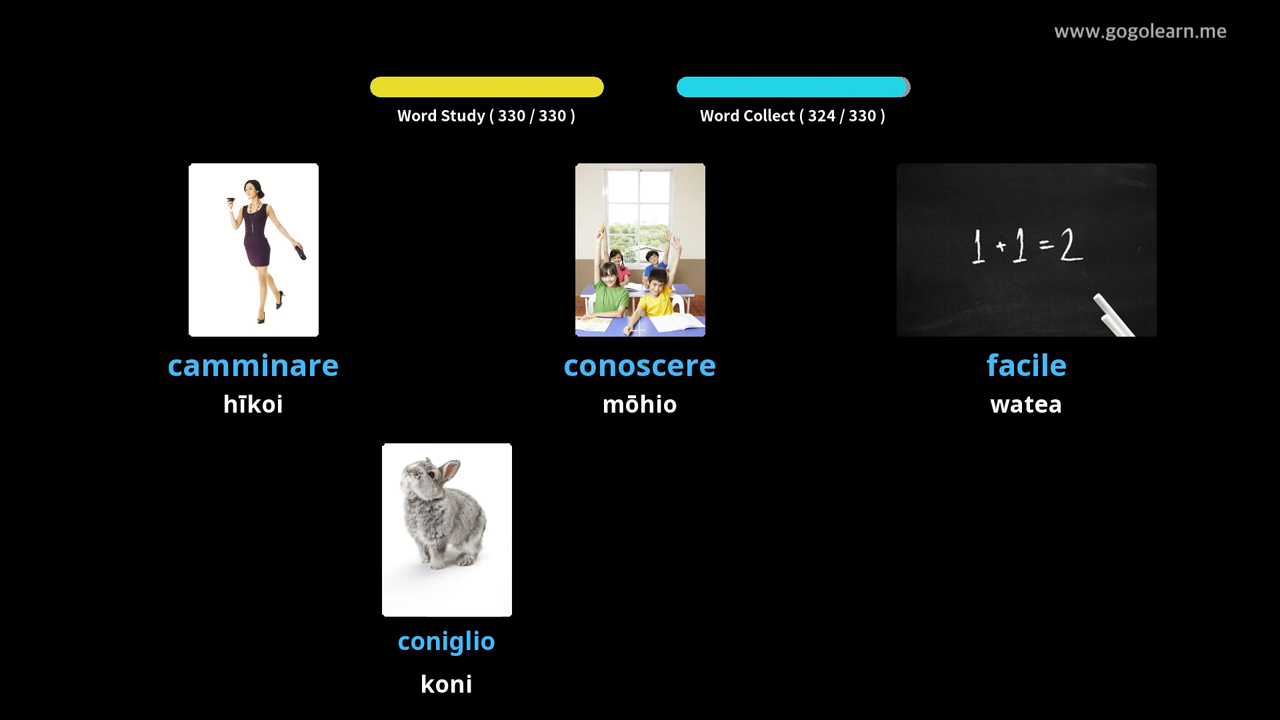 www.gogolearn.me
Word Study ( 330 / 330 )
Word Collect ( 324 / 330 )
1 + 1 = 2
camminare
conoscere
facile
hīkoi
mōhio
watea
coniglio
koni